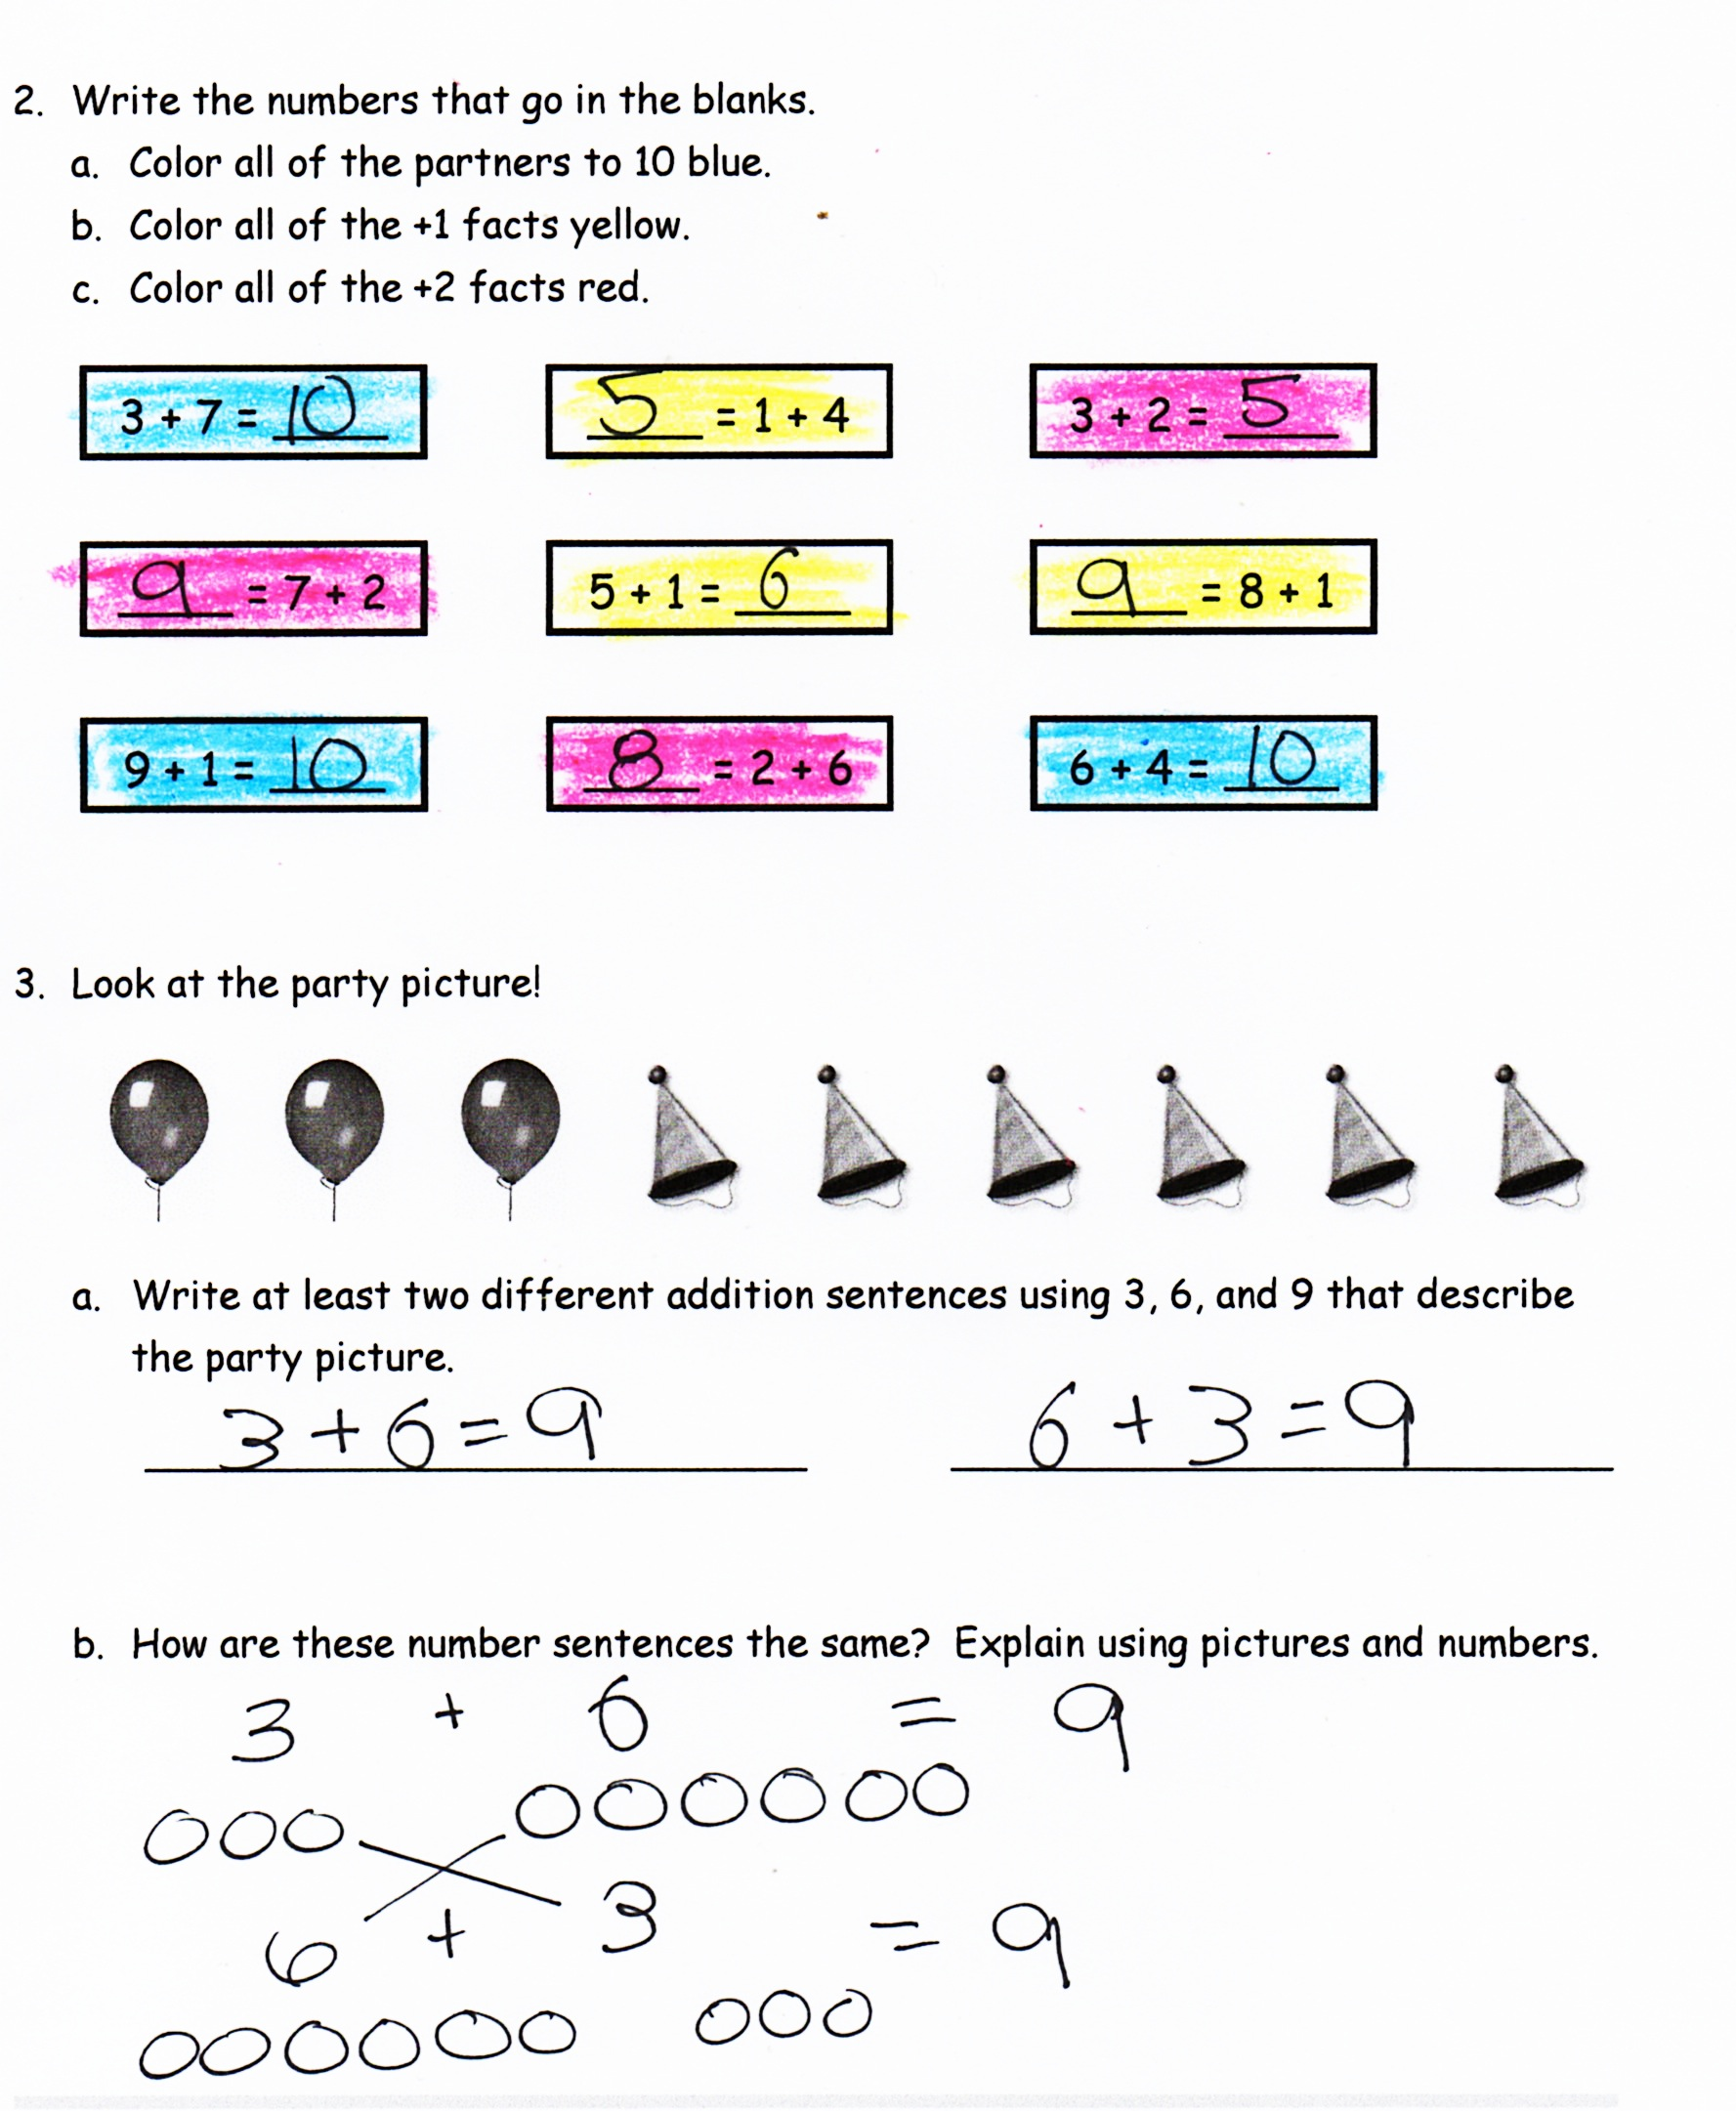 2. Write the numbers that go in the blanks.
a. Color all of the partners to 10 blue.
b. Color all of the +1 facts yellow.
c. Color all of the +2 facts red.
3 + 7 = 10
5 = 1 + 4
3 + 2 = 5
9 = 7 + 2
5 + 1 = 6
9 = 8 + 1
9 + 1 = 10
8 = 2 + 6
6 + 4 = 10
3. Look at the party picture!
a. Write at least two different addition sentences using 3, 6, and 9 that describe
the party picture.
3 + 6 = 9
6 + 3 = 9
b. How are these number sentences the same? Explain using pictures and numbers.
3 + 6 = 9
6 + 3 = 9